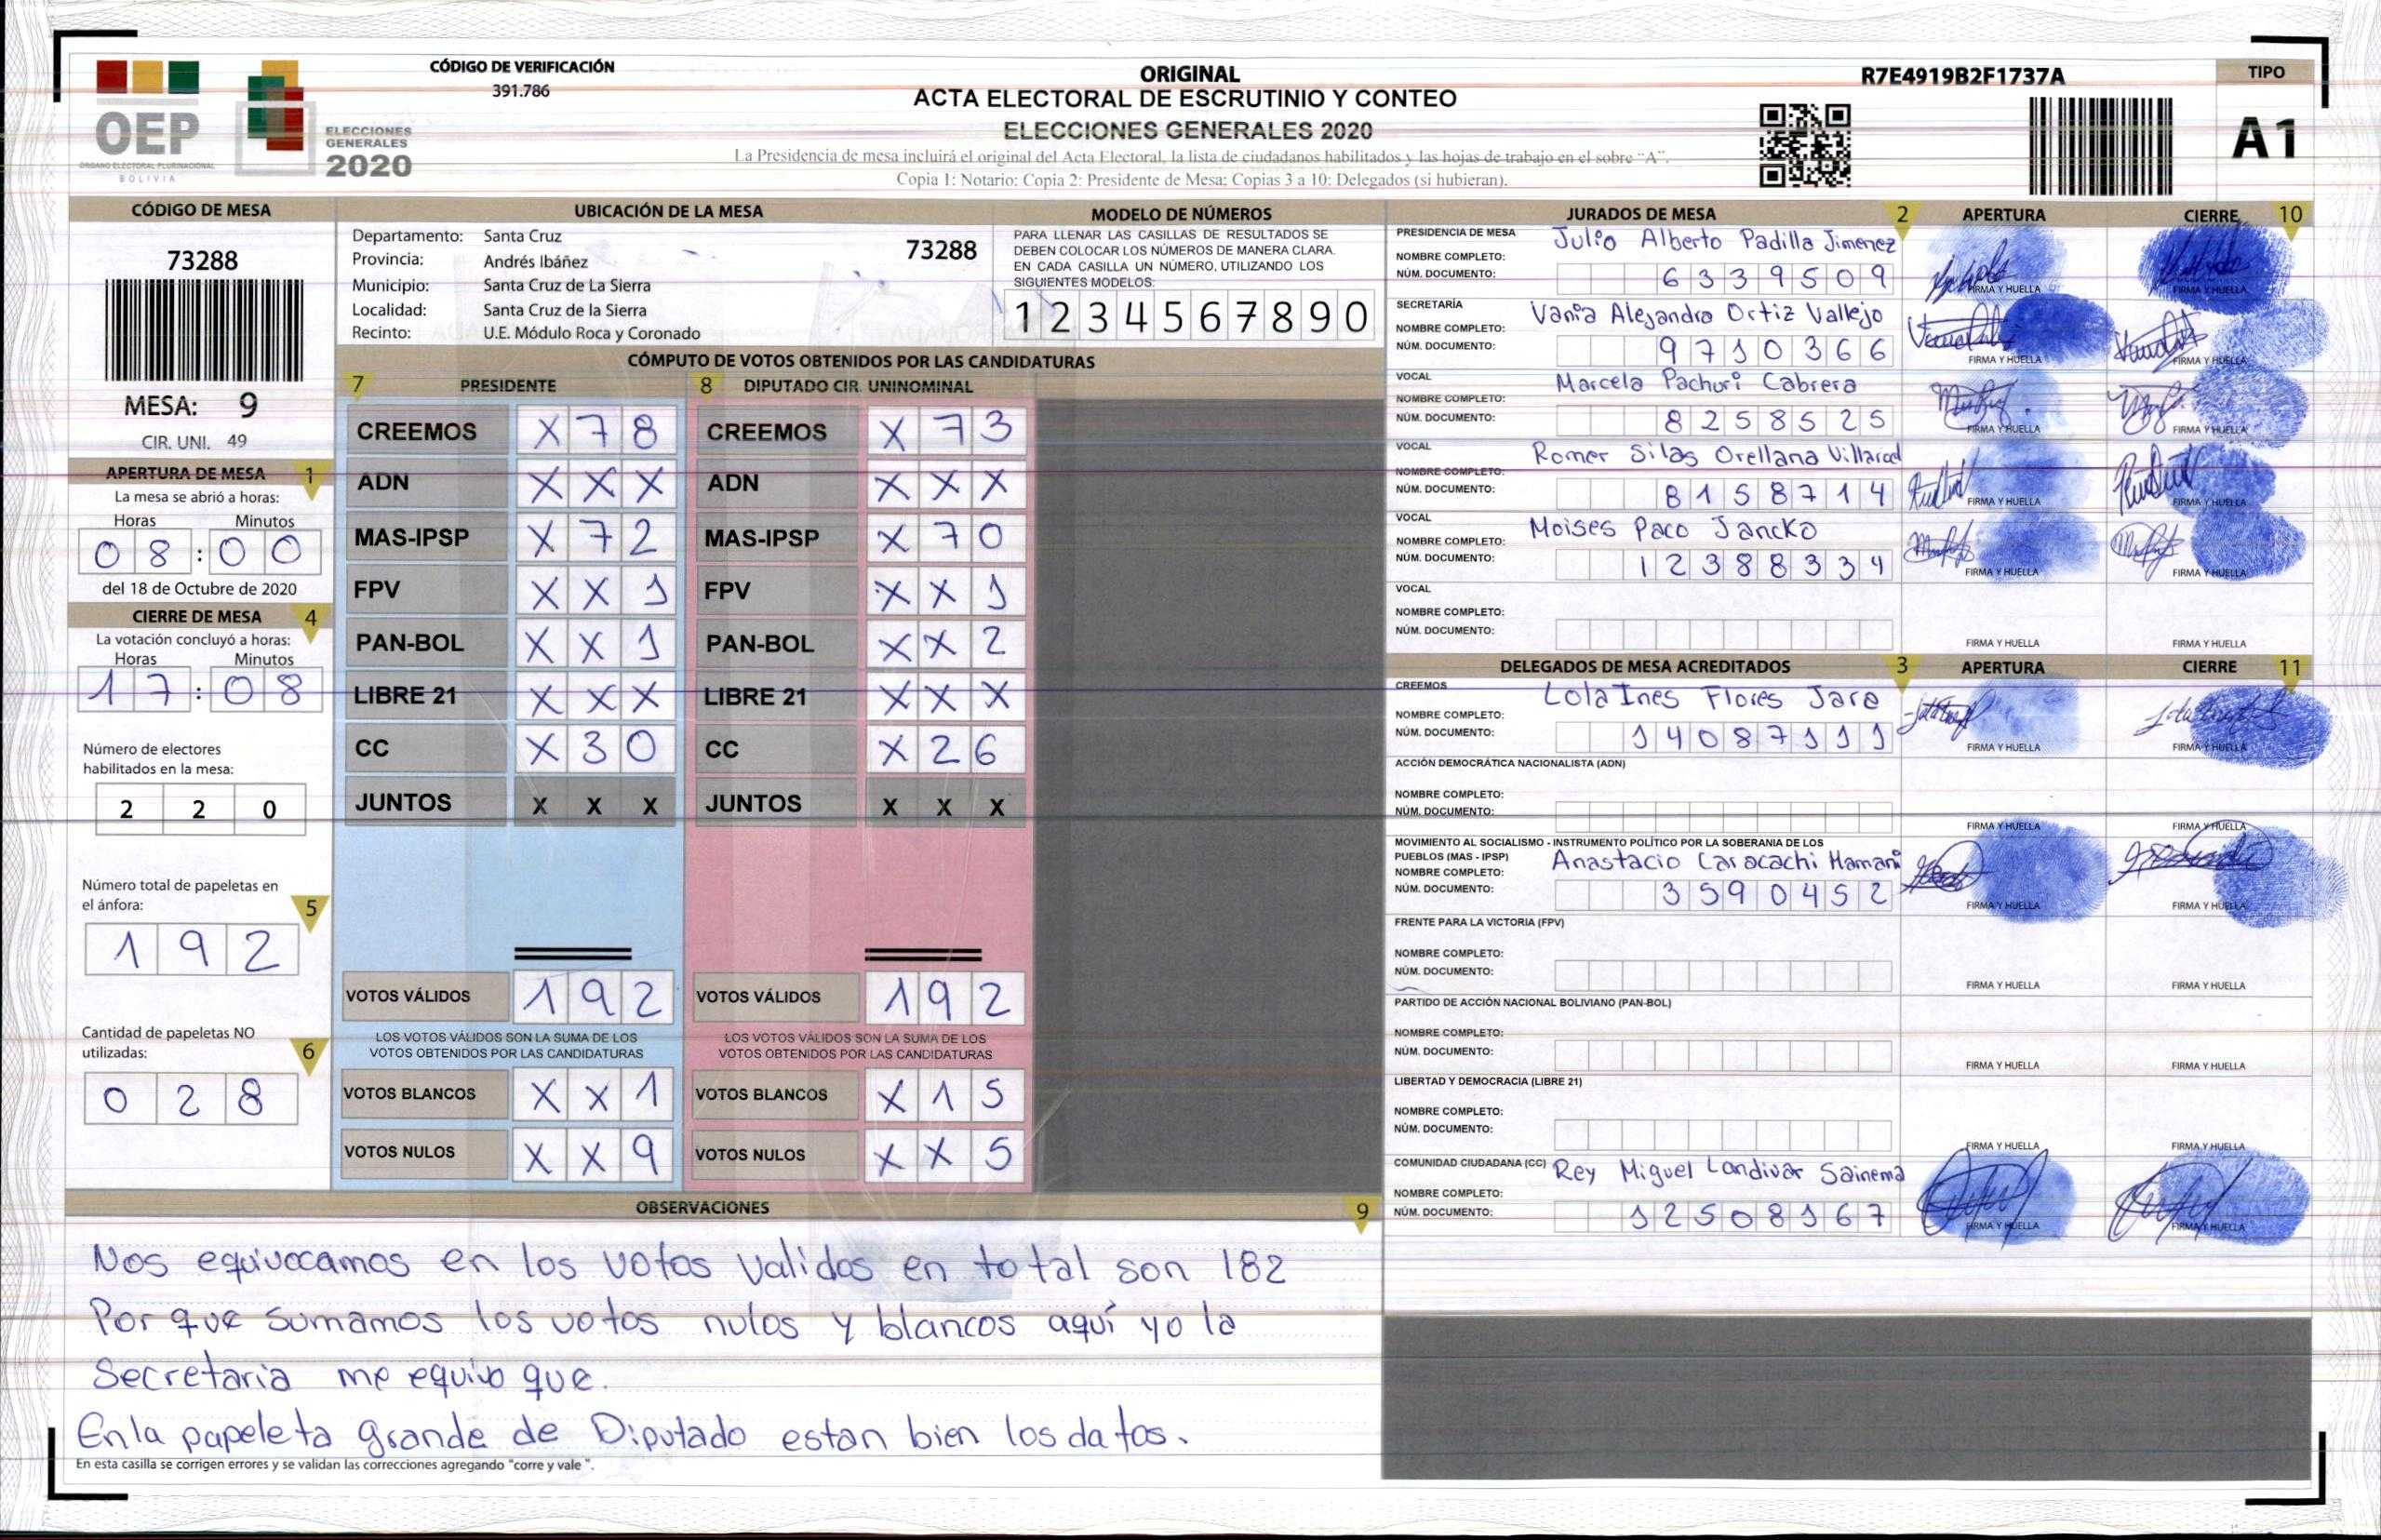 CÓDIGO DE VERIFICACIÓN
391.786
OEP
ÓRGANO ELECTORAL PLURINACIONAL
BOLIVIA
ELECCIONES
GENERALES
2020
ORIGINAL
ACTA ELECTORAL DE ESCRUTINIO Y CONTEO
ELECCIONES GENERALES 2020
La Presidencia de mesa incluirá el original del Acta Electoral, la lista de ciudadanos habilitados y las hojas de trabajo en el sobre "A".
Copia 1: Notario; Copia 2: Presidente de Mesa; Copias 3 a 10: Delegados (si hubieran).
R7E4919B2F1737A
TIPO
A1
CÓDIGO DE MESA
73288
MESA: 9
CIR. UNI. 49
APERTURA DE MESA 1
La mesa se abrió a horas:
Horas Minutos
08:00
del 18 de Octubre de 2020
CIERRE DE MESA 4
La votación concluyó a horas:
Horas Minutos
17:08
Número de electores
habilitados en la mesa:
2 2 0
Número total de papeletas en
el ánfora: 5
1 9 2
Cantidad de papeletas NO
utilizadas: 6
0 2 8
UBICACIÓN DE LA MESA
Departamento: Santa Cruz
73288
Provincia: Andrés Ibáñez
Municipio: Santa Cruz de La Sierra
Localidad: Santa Cruz de la Sierra
Recinto: U.E. Módulo Roca y Coronado
MODELO DE NÚMEROS
PARA LLENAR LAS CASILLAS DE RESULTADOS SE
DEBEN COLOCAR LOS NÚMEROS DE MANERA CLARA.
EN CADA CASILLA UN NÚMERO, UTILIZANDO LOS
SIGUIENTES MODELOS:
1 2 3 4 5 6 7 8 9 0
CÓMPUTO DE VOTOS OBTENIDOS POR LAS CANDIDATURAS
7 PRESIDENTE 8 DIPUTADO CIR. UNINOMINAL
CREEMOS X 7 8 CREEMOS X 7 3
ADN X X X ADN X X X
MAS-IPSP X 7 2 MAS-IPSP X 7 0
FPV X X 1 FPV X X 1
PAN-BOL X X 1 PAN-BOL X X 2
LIBRE 21 X X X LIBRE 21 X X X
CC X 3 0 CC X 2 6
JUNTOS X X X JUNTOS X X X
VOTOS VÁLIDOS 1 9 2 VOTOS VÁLIDOS 1 9 2
LOS VOTOS VÁLIDOS SON LA SUMA DE LOS LOS VOTOS VÁLIDOS SON LA SUMA DE LOS
VOTOS OBTENIDOS POR LAS CANDIDATURAS VOTOS OBTENIDOS POR LAS CANDIDATURAS
VOTOS BLANCOS X X 1 VOTOS BLANCOS X 1 5
VOTOS NULOS X X 9 VOTOS NULOS X X 5
OBSERVACIONES 9
Nos equivocamos en los votos validos en total son 182
Porque sumamos los votos nulos y blancos aquí yo la
Secretaria me equivo que.
En la papeleta grande de Diputado estan bien los datos.
En esta casilla se corrigen errores y se validan las correcciones agregando "corre y vale ".
JURADOS DE MESA 2 APERTURA CIERRE 10
PRESIDENCIA DE MESA
NOMBRE COMPLETO: Julio Alberto Padilla Jimenez
NÚM. DOCUMENTO: 6339509
FIRMA Y HUELLA FIRMA Y HUELLA
SECRETARÍA
NOMBRE COMPLETO: Vania Alejandra Ortiz Vallejo
NÚM. DOCUMENTO: 9710366
FIRMA Y HUELLA FIRMA Y HUELLA
VOCAL
NOMBRE COMPLETO: Marcela Pachuri Cabrera
NÚM. DOCUMENTO: 8258525
FIRMA Y HUELLA FIRMA Y HUELLA
VOCAL
NOMBRE COMPLETO: Romer Silas Orellana
NÚM. DOCUMENTO: 8158714
FIRMA Y HUELLA FIRMA Y HUELLA
VOCAL
NOMBRE COMPLETO: Moises Paco Jancko
NÚM. DOCUMENTO: 12388334
FIRMA Y HUELLA FIRMA Y HUELLA
VOCAL
NOMBRE COMPLETO:
NÚM. DOCUMENTO:
FIRMA Y HUELLA FIRMA Y HUELLA
DELEGADOS DE MESA ACREDITADOS 3 APERTURA CIERRE 11
CREEMOS
NOMBRE COMPLETO: Lola Ines Flores Jara
NÚM. DOCUMENTO: 14087111
FIRMA Y HUELLA FIRMA Y HUELLA
ACCIÓN DEMOCRÁTICA NACIONALISTA (ADN)
NOMBRE COMPLETO:
NÚM. DOCUMENTO:
FIRMA Y HUELLA FIRMA Y HUELLA
MOVIMIENTO AL SOCIALISMO - INSTRUMENTO POLÍTICO POR LA SOBERANIA DE LOS
PUEBLOS (MAS - IPSP)
NOMBRE COMPLETO: Anastacio Caracachi Mamani
NÚM. DOCUMENTO: 3590452
FIRMA Y HUELLA FIRMA Y HUELLA
FRENTE PARA LA VICTORIA (FPV)
NOMBRE COMPLETO:
NÚM. DOCUMENTO:
FIRMA Y HUELLA FIRMA Y HUELLA
PARTIDO DE ACCIÓN NACIONAL BOLIVIANO (PAN-BOL)
NOMBRE COMPLETO:
NÚM. DOCUMENTO:
FIRMA Y HUELLA FIRMA Y HUELLA
LIBERTAD Y DEMOCRACIA (LIBRE 21)
NOMBRE COMPLETO:
NÚM. DOCUMENTO:
FIRMA Y HUELLA FIRMA Y HUELLA
COMUNIDAD CIUDADANA (CC)
NOMBRE COMPLETO: Rey Miguel Landivar Sainema
NÚM. DOCUMENTO: 12508167
FIRMA Y HUELLA FIRMA Y HUELLA